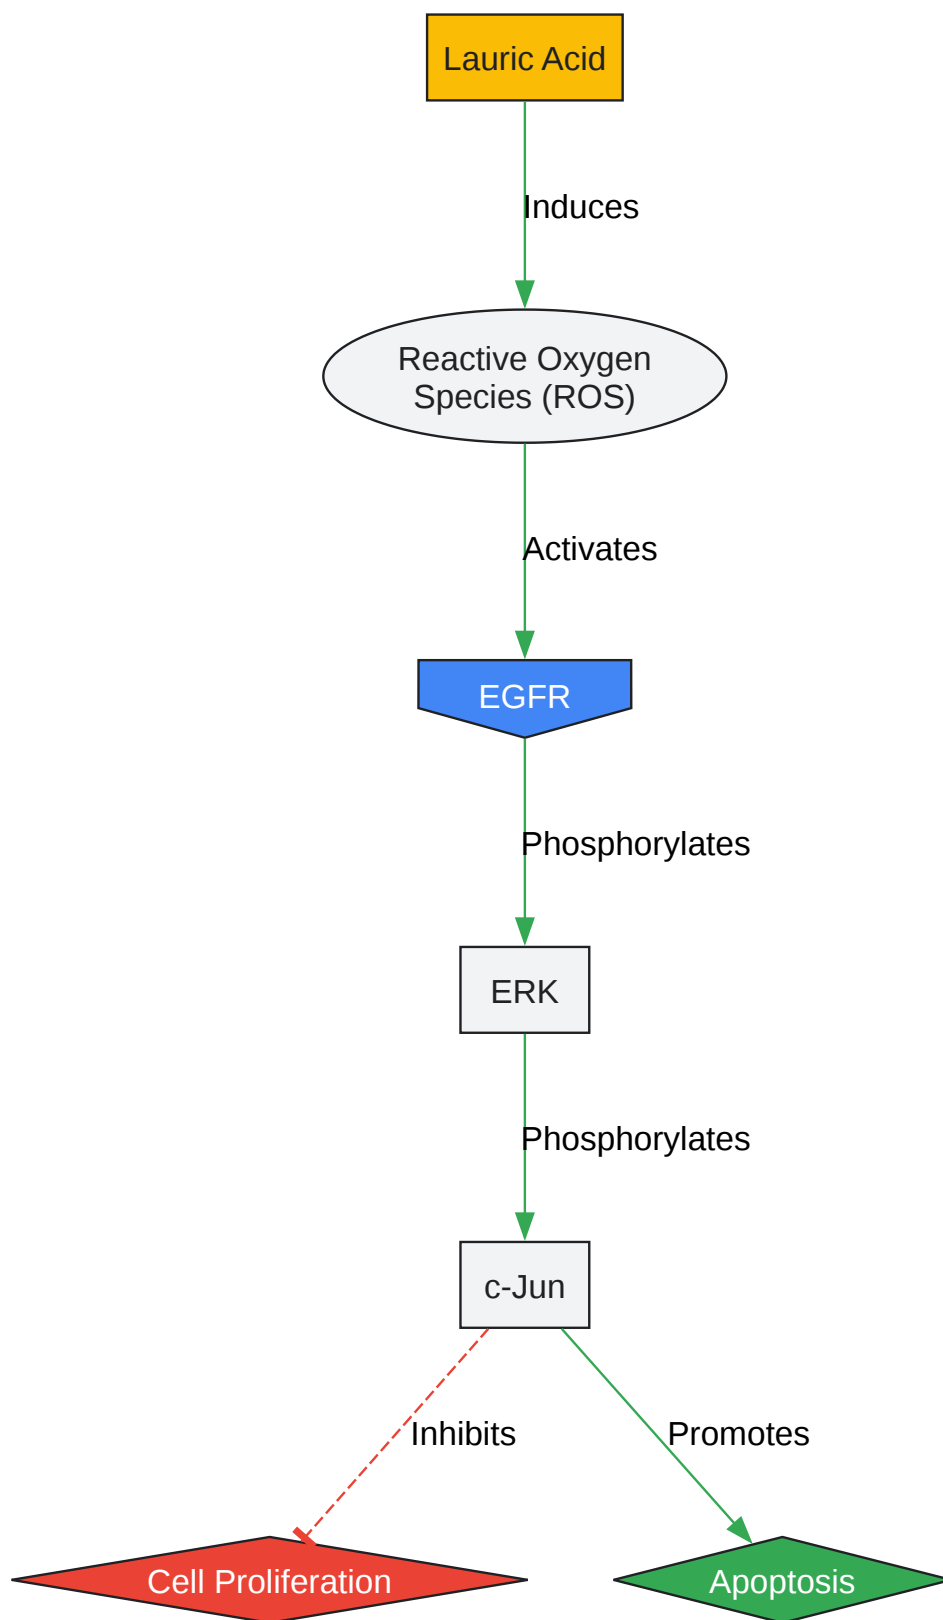 Lauric Acid
Induces
Reactive Oxygen
Species (ROS)
Activates
EGFR
Phosphorylates
ERK
Phosphorylates
c-Jun
Inhibits
Promotes
Cell Proliferation
Apoptosis